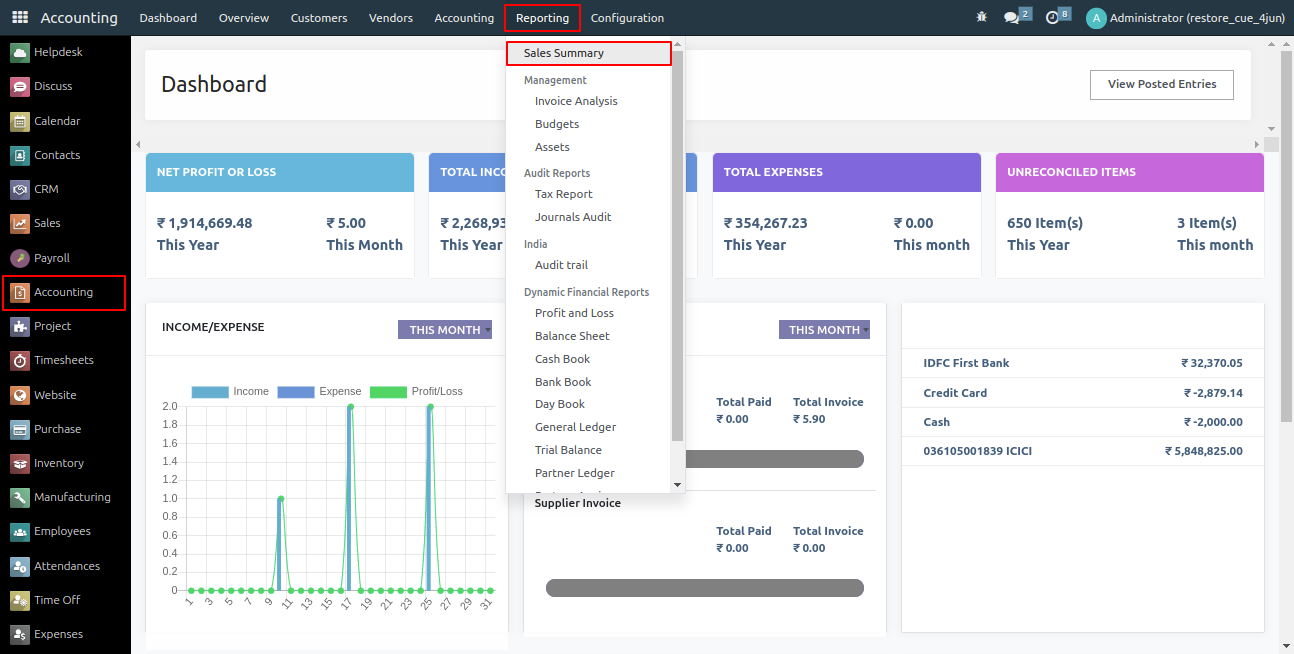 Accounting
Dashboard
Overview
Customers
Vendors
Accounting
Reporting
Configuration
2
8
A
Administrator (restore_cue_4jun)
Helpdesk
Discuss
Calendar
Contacts
CRM
Sales
Payroll
Accounting
Project
Timesheets
Website
Purchase
Inventory
Manufacturing
Employees
Attendances
Time Off
Expenses
Sales Summary
Management
Invoice Analysis
Budgets
Assets
Audit Reports
Tax Report
Journals Audit
India
Audit trail
Dynamic Financial Reports
Profit and Loss
Balance Sheet
Cash Book
Bank Book
Day Book
General Ledger
Trial Balance
Partner Ledger
Dashboard
View Posted Entries
NET PROFIT OR LOSS
₹ 1,914,669.48
This Year
₹ 5.00
This Month
TOTAL INCO
₹ 2,268,93
This Year
TOTAL EXPENSES
₹ 354,267.23
This Year
₹ 0.00
This month
UNRECONCILED ITEMS
650 Item(s)
This Year
3 Item(s)
This month
INCOME/EXPENSE
THIS MONTH
Income
Expense
Profit/Loss
2.0
1.8
1.6
1.4
1.2
1.0
0.8
0.6
0.4
0.2
0
1 3 5 7 9 11 13 15 17 19 21 23 25 27 29 31
THIS MONTH
Total Paid
₹ 0.00
Total Invoice
₹ 5.90
Supplier Invoice
Total Paid
₹ 0.00
Total Invoice
₹ 0.00
IDFC First Bank ₹ 32,370.05
Credit Card ₹ -2,879.14
Cash ₹ -2,000.00
036105001839 ICICI ₹ 5,848,825.00